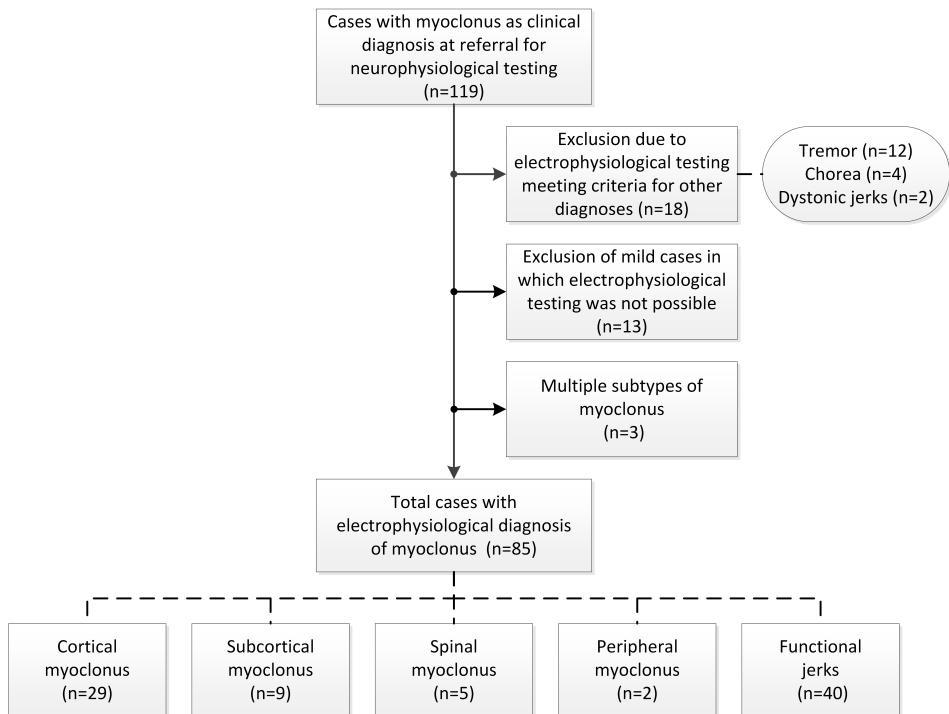 Cases with myoclonus as clinical
diagnosis at referral for
neurophysiological testing
(n=119)
Exclusion due to
electrophysiological testing
meeting criteria for other
diagnoses (n=18)
Tremor (n=12)
Chorea (n=4)
Dystonic jerks (n=2)
Exclusion of mild cases in
which electrophysiological
testing was not possible
(n=13)
Multiple subtypes of
myoclonus
(n=3)
Total cases with
electrophysiological diagnosis
of myoclonus (n=85)
Cortical
myoclonus
(n=29)
Subcortical
myoclonus
(n=9)
Spinal
myoclonus
(n=5)
Peripheral
myoclonus
(n=2)
Functional
jerks
(n=40)